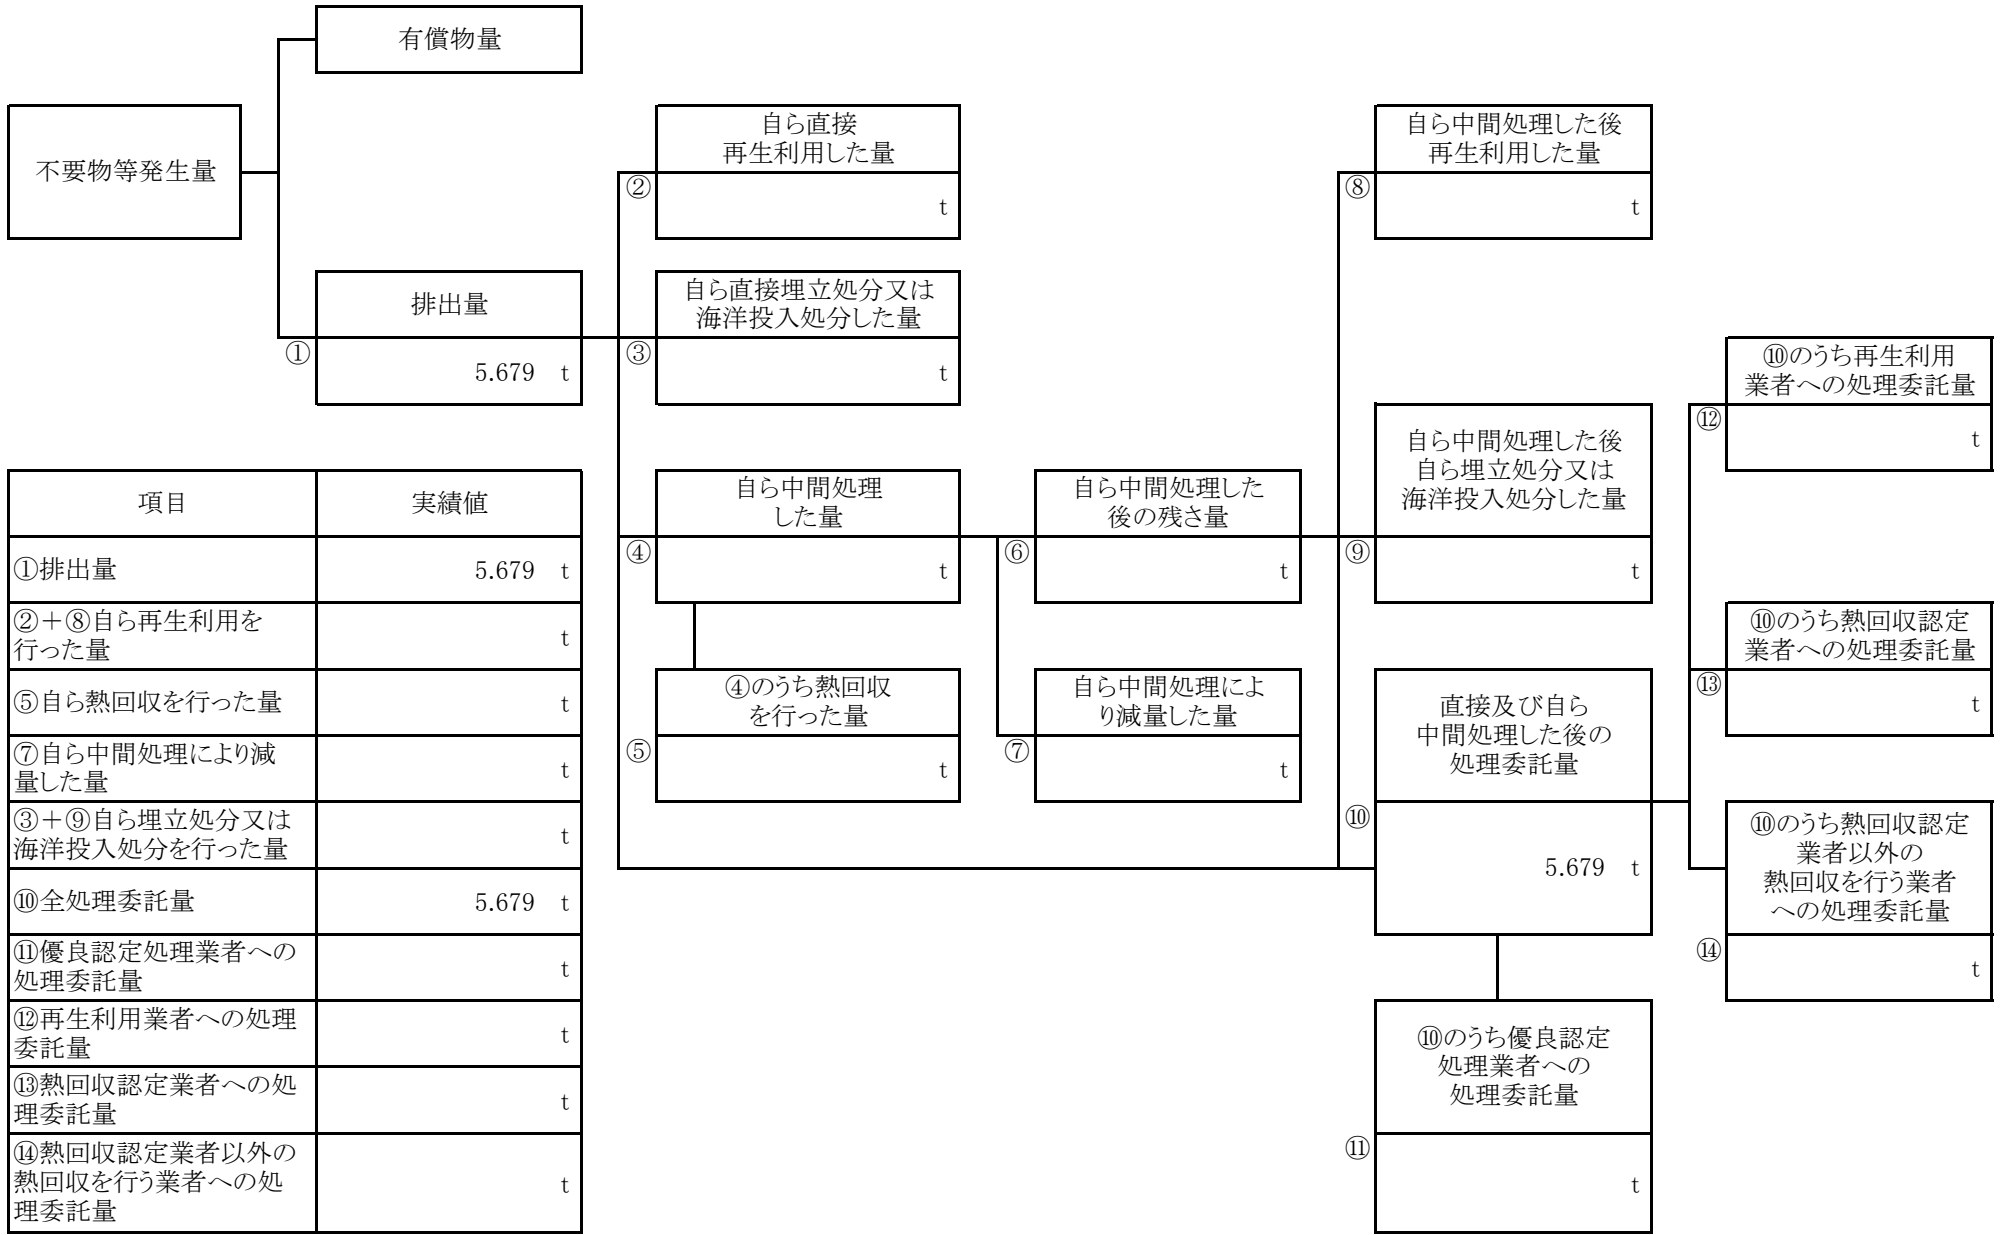 有償物量
不要物等発生量
排出量
①
5.679 t
自ら直接
再生利用した量
②
t
自ら直接埋立処分又は
海洋投入処分した量
③
t
自ら中間処理
した量
④
t
④のうち熱回収
を行った量
⑤
t
自ら中間処理した
後の残さ量
⑥
t
自ら中間処理によ
り減量した量
⑦
t
自ら中間処理した後
再生利用した量
⑧
t
自ら中間処理した後
自ら埋立処分又は
海洋投入処分した量
⑨
t
直接及び自ら
中間処理した後の
処理委託量
⑩
5.679 t
⑩のうち優良認定
処理業者への
処理委託量
⑪
t
⑩のうち再生利用
業者への処理委託量
⑫
t
⑩のうち熱回収認定
業者への処理委託量
⑬
t
⑩のうち熱回収認定
業者以外の
熱回収を行う業者
への処理委託量
⑭
t
項目 実績値
①排出量 5.679 t
②＋⑧自ら再生利用を
行った量
t
⑤自ら熱回収を行った量 t
⑦自ら中間処理により減
量した量
t
③＋⑨自ら埋立処分又は
海洋投入処分を行った量
t
⑩全処理委託量 5.679 t
⑪優良認定処理業者への
処理委託量
t
⑫再生利用業者への処理
委託量
t
⑬熱回収認定業者への処
理委託量
t
⑭熱回収認定業者以外の
熱回収を行う業者への処
理委託量
t